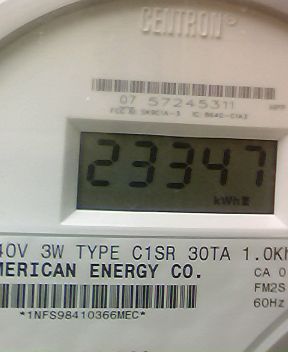 CENTRON®
07 57245311
23347
kWh
40V 3W TYPE C1SR 30TA 1.0Kh
MERICAN ENERGY CO.
CA 0
FM2S
60Hz
*1NFS98410366MEC*